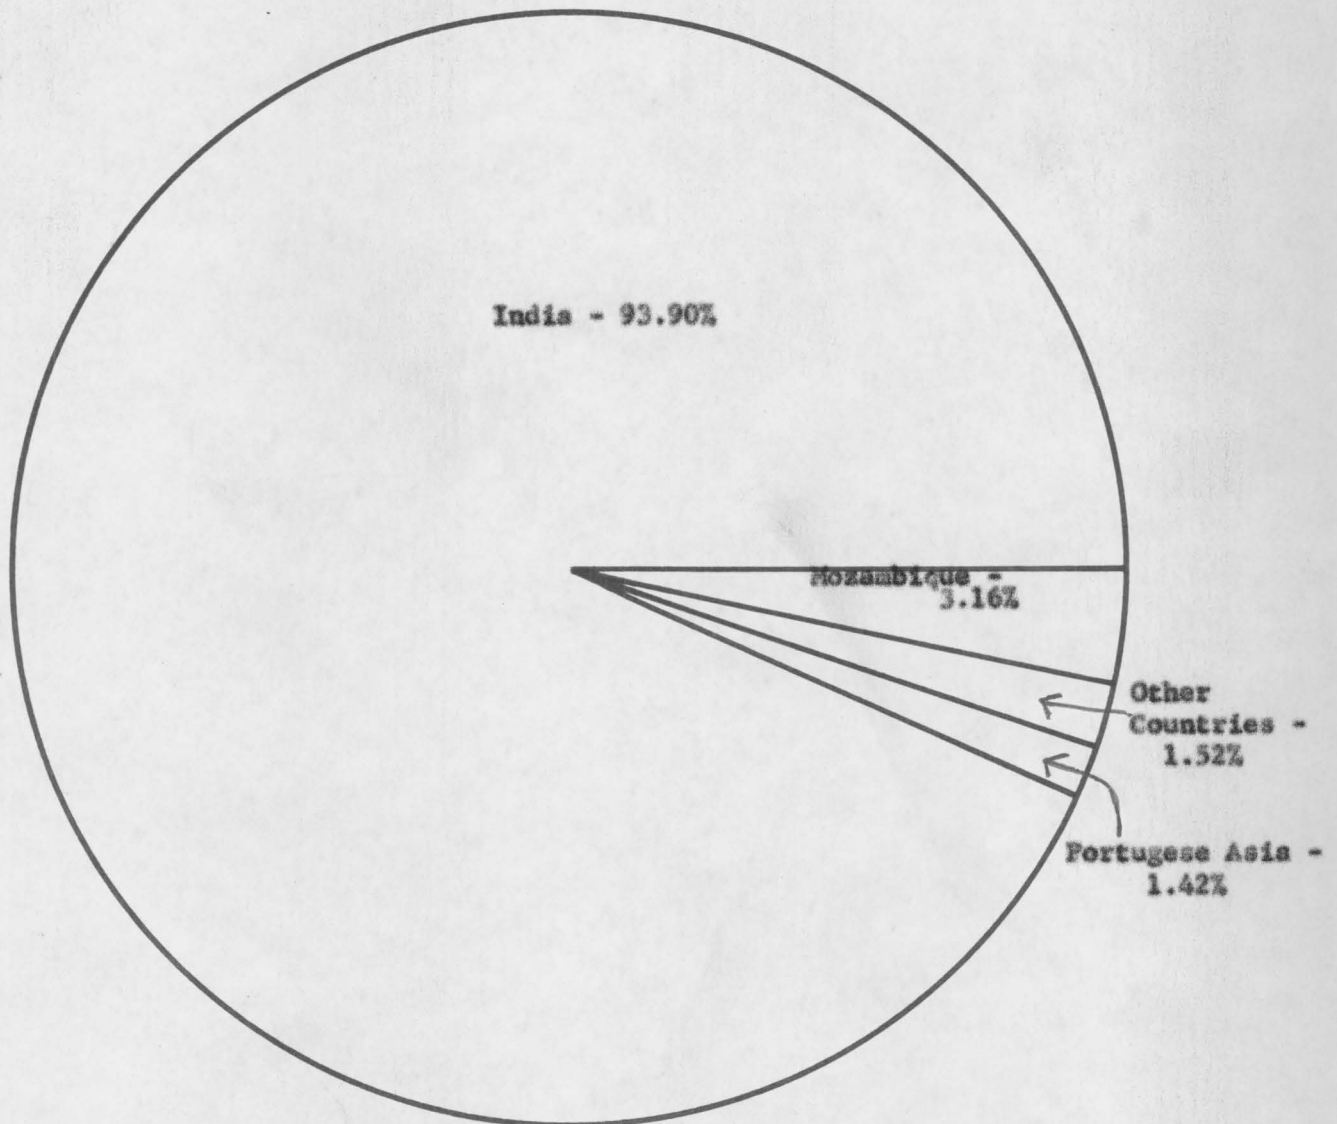 India - 93.90%
Mozambique -
3.16%
Other
Countries -
1.52%
Portugese Asia -
1.42%